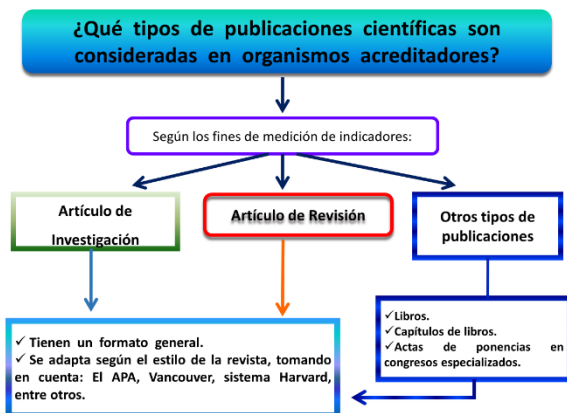 ¿Qué tipos de publicaciones científicas son
consideradas en organismos acreditadores?
Según los fines de medición de indicadores:
Artículo de
Investigación
Artículo de Revisión
Otros tipos de
publicaciones
✓ Tienen un formato general.
✓ Se adapta según el estilo de la revista, tomando
en cuenta: El APA, Vancouver, sistema Harvard,
entre otros.
✓Libros.
✓Capítulos de libros.
✓Actas de ponencias en
congresos especializados.